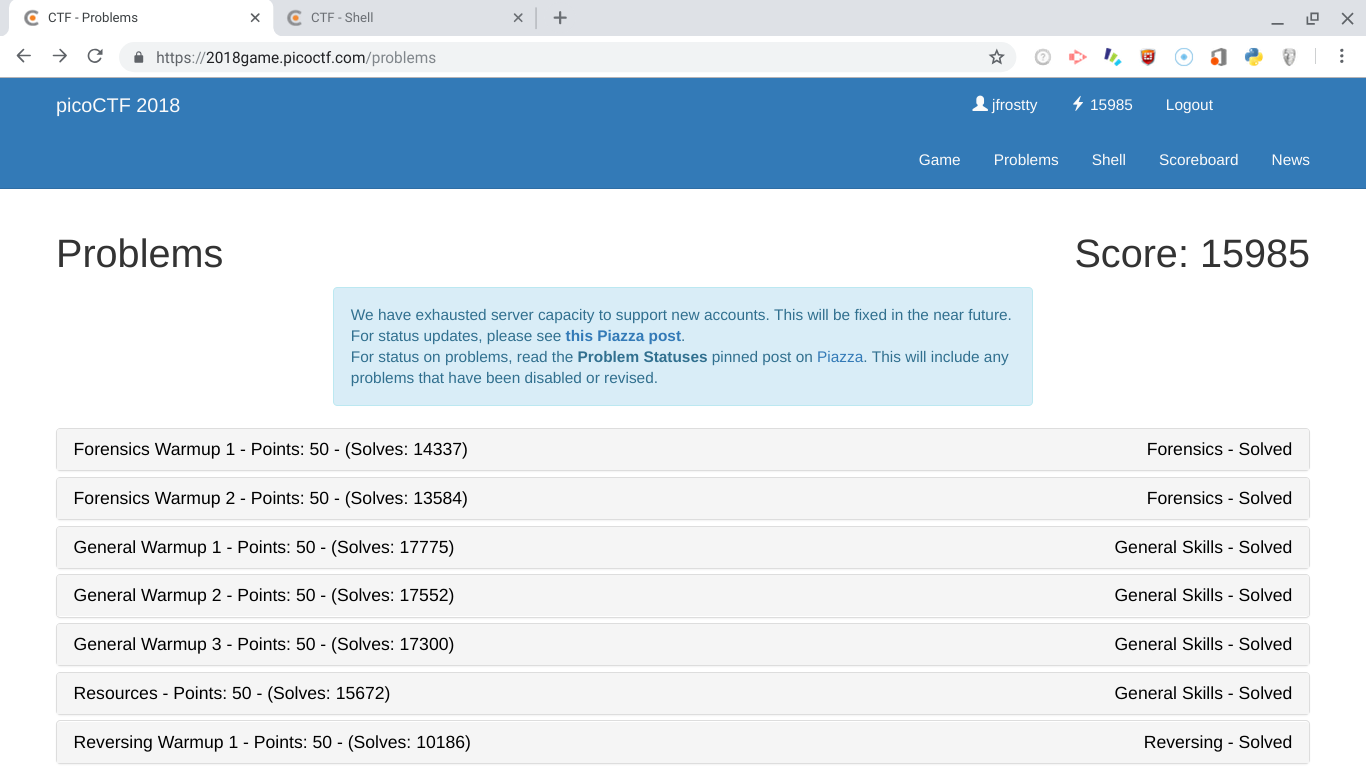 CTF - Problems
CTF - Shell
https://2018game.picoctf.com/problems
picoCTF 2018
jfrostty 15985 Logout
Game Problems Shell Scoreboard News
Problems Score: 15985
We have exhausted server capacity to support new accounts. This will be fixed in the near future.
For status updates, please see this Piazza post.
For status on problems, read the Problem Statuses pinned post on Piazza. This will include any
problems that have been disabled or revised.
Forensics Warmup 1 - Points: 50 - (Solves: 14337) Forensics - Solved
Forensics Warmup 2 - Points: 50 - (Solves: 13584) Forensics - Solved
General Warmup 1 - Points: 50 - (Solves: 17775) General Skills - Solved
General Warmup 2 - Points: 50 - (Solves: 17552) General Skills - Solved
General Warmup 3 - Points: 50 - (Solves: 17300) General Skills - Solved
Resources - Points: 50 - (Solves: 15672) General Skills - Solved
Reversing Warmup 1 - Points: 50 - (Solves: 10186) Reversing - Solved